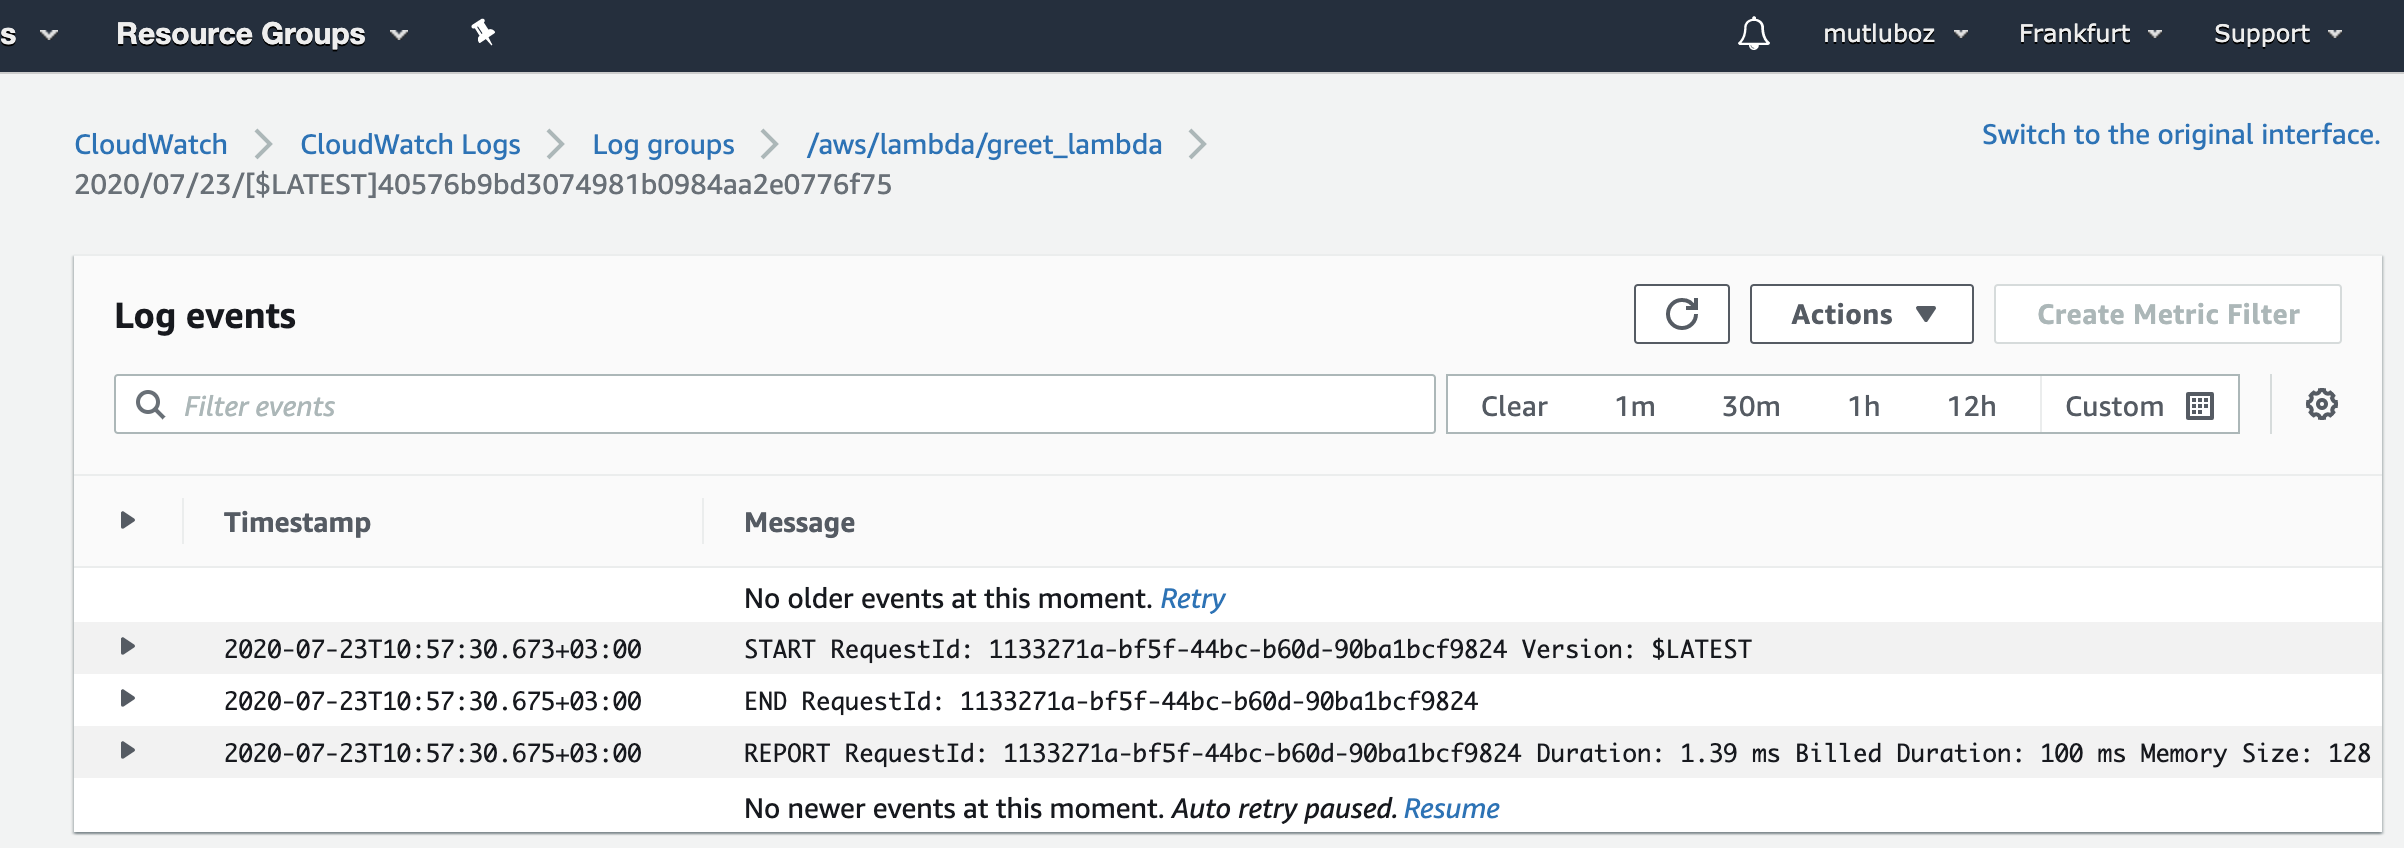 s Resource Groups mutluboz Frankfurt Support
CloudWatch CloudWatch Logs Log groups /aws/lambda/greet_lambda
Switch to the original interface.
2020/07/23/[$LATEST]40576b9bd3074981b0984aa2e0776f75
Log events Actions Create Metric Filter
Filter events Clear 1m 30m 1h 12h Custom
Timestamp Message
No older events at this moment. Retry
2020-07-23T10:57:30.673+03:00 START RequestId: 1133271a-bf5f-44bc-b60d-90ba1bcf9824 Version: $LATEST
2020-07-23T10:57:30.675+03:00 END RequestId: 1133271a-bf5f-44bc-b60d-90ba1bcf9824
2020-07-23T10:57:30.675+03:00 REPORT RequestId: 1133271a-bf5f-44bc-b60d-90ba1bcf9824 Duration: 1.39 ms Billed Duration: 100 ms Memory Size: 128
No newer events at this moment. Auto retry paused. Resume